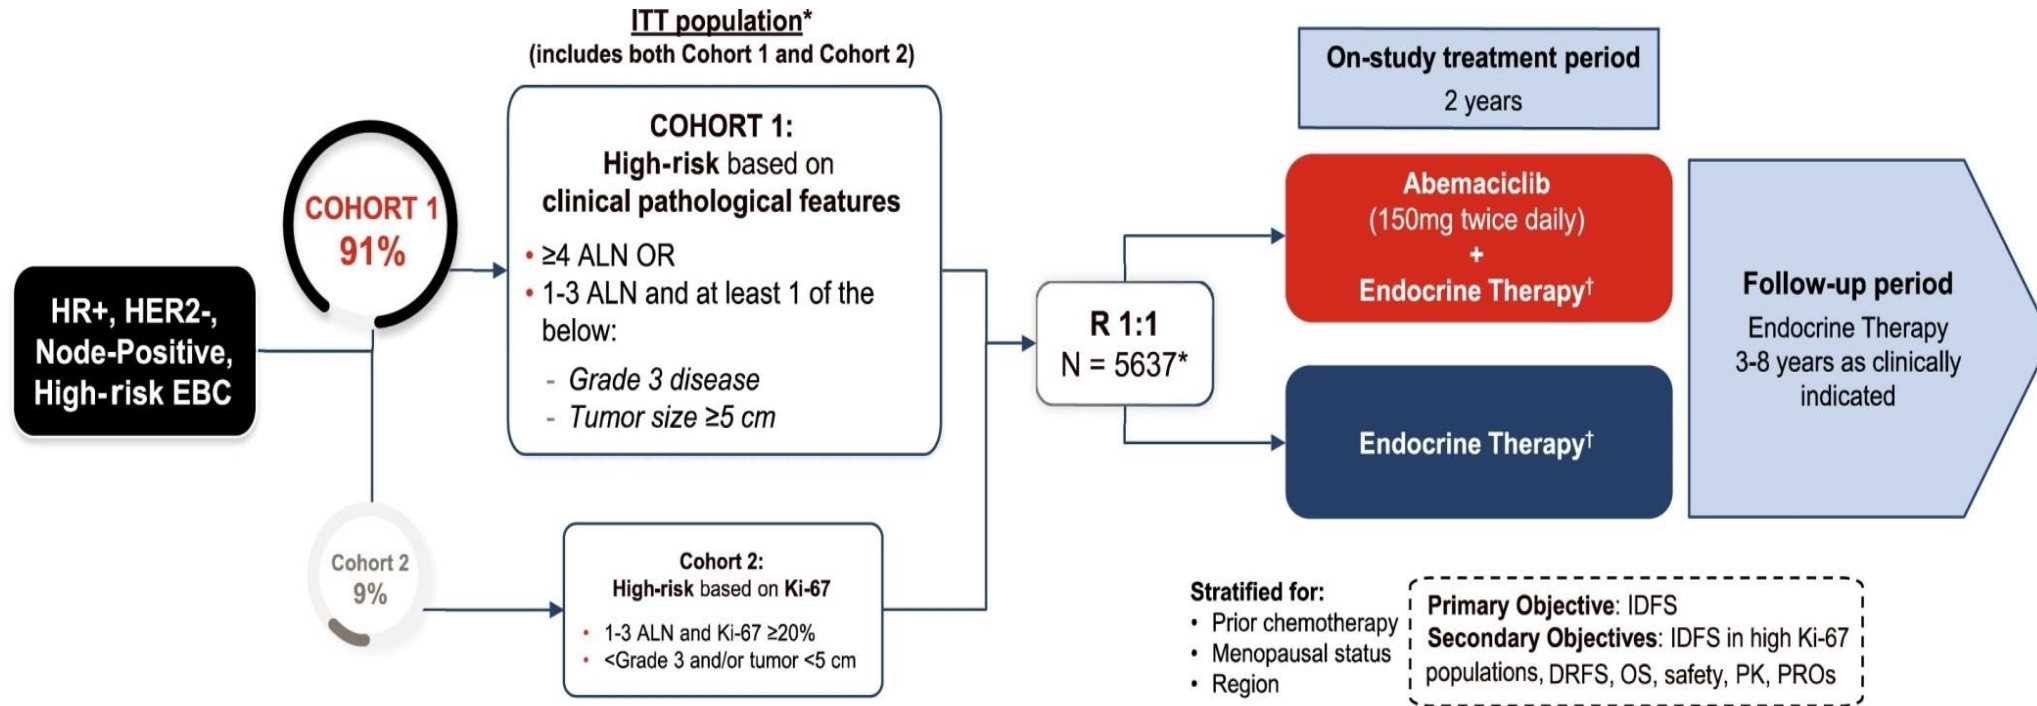 ITT population*
(includes both Cohort 1 and Cohort 2)
HR+, HER2-,
Node-Positive,
High-risk EBC
COHORT 1
91%
COHORT 1:
High-risk based on
clinical pathological features
• ≥4 ALN OR
• 1-3 ALN and at least 1 of the
below:
- Grade 3 disease
- Tumor size ≥5 cm
Cohort 2
9%
Cohort 2:
High-risk based on Ki-67
• 1-3 ALN and Ki-67 ≥20%
• <Grade 3 and/or tumor <5 cm
R 1:1
N = 5637*
On-study treatment period
2 years
Abemaciclib
(150mg twice daily)
+
Endocrine Therapy†
Endocrine Therapy†
Follow-up period
Endocrine Therapy
3-8 years as clinically
indicated
Stratified for:
• Prior chemotherapy
• Menopausal status
• Region
Primary Objective: IDFS
Secondary Objectives: IDFS in high Ki-67
populations, DRFS, OS, safety, PK, PROs